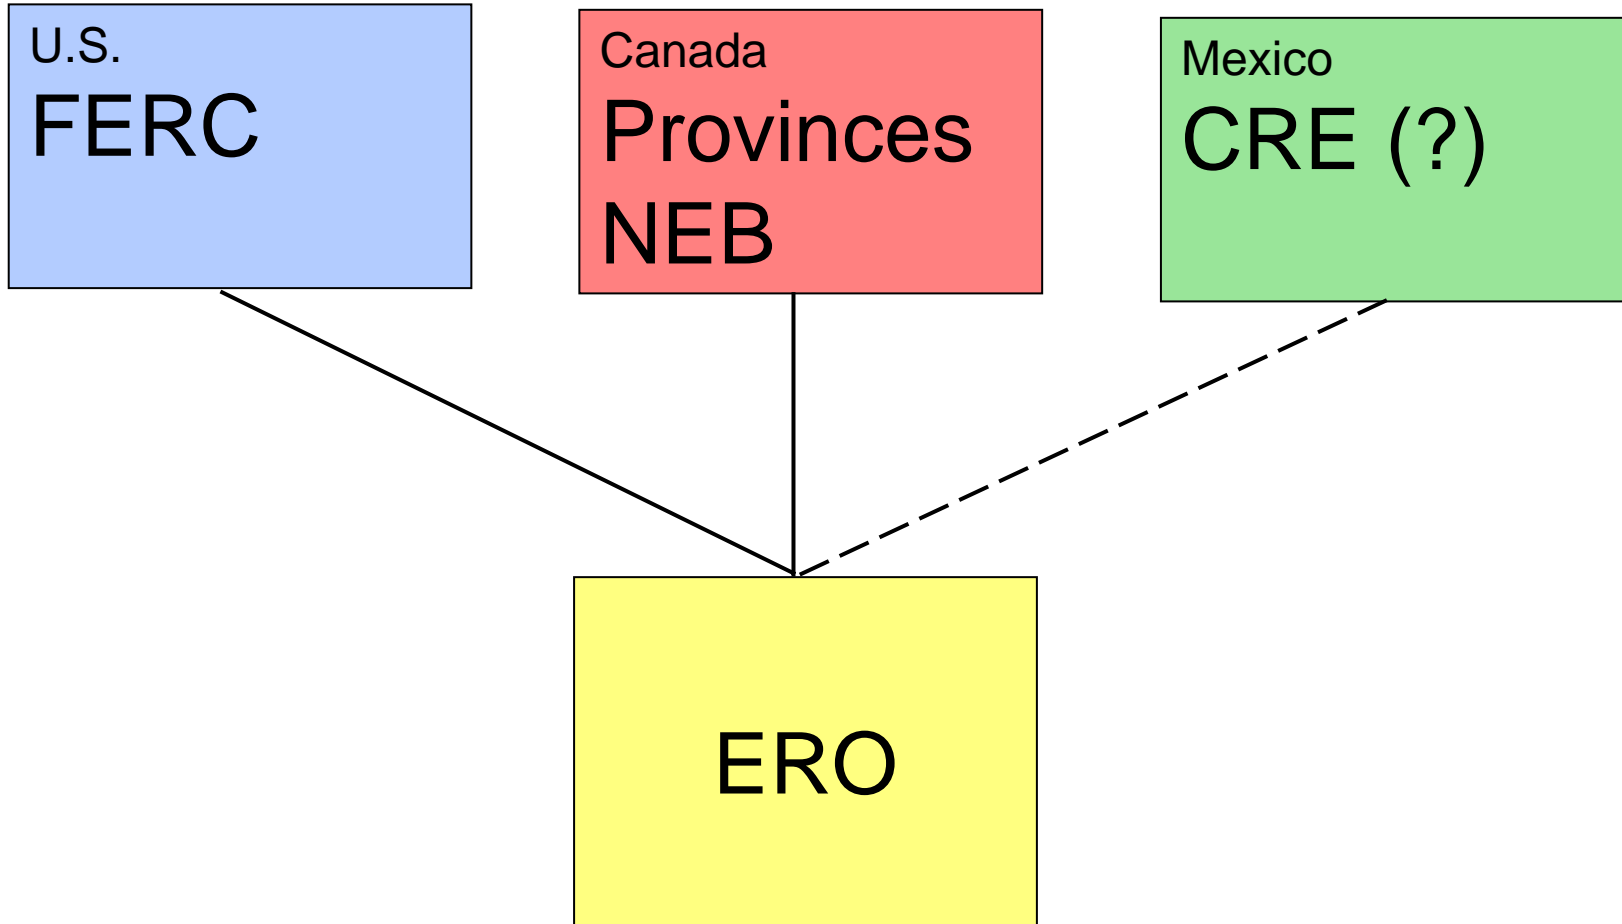 U.S.
FERC
Canada
Provinces
NEB
Mexico
CRE (?)
ERO